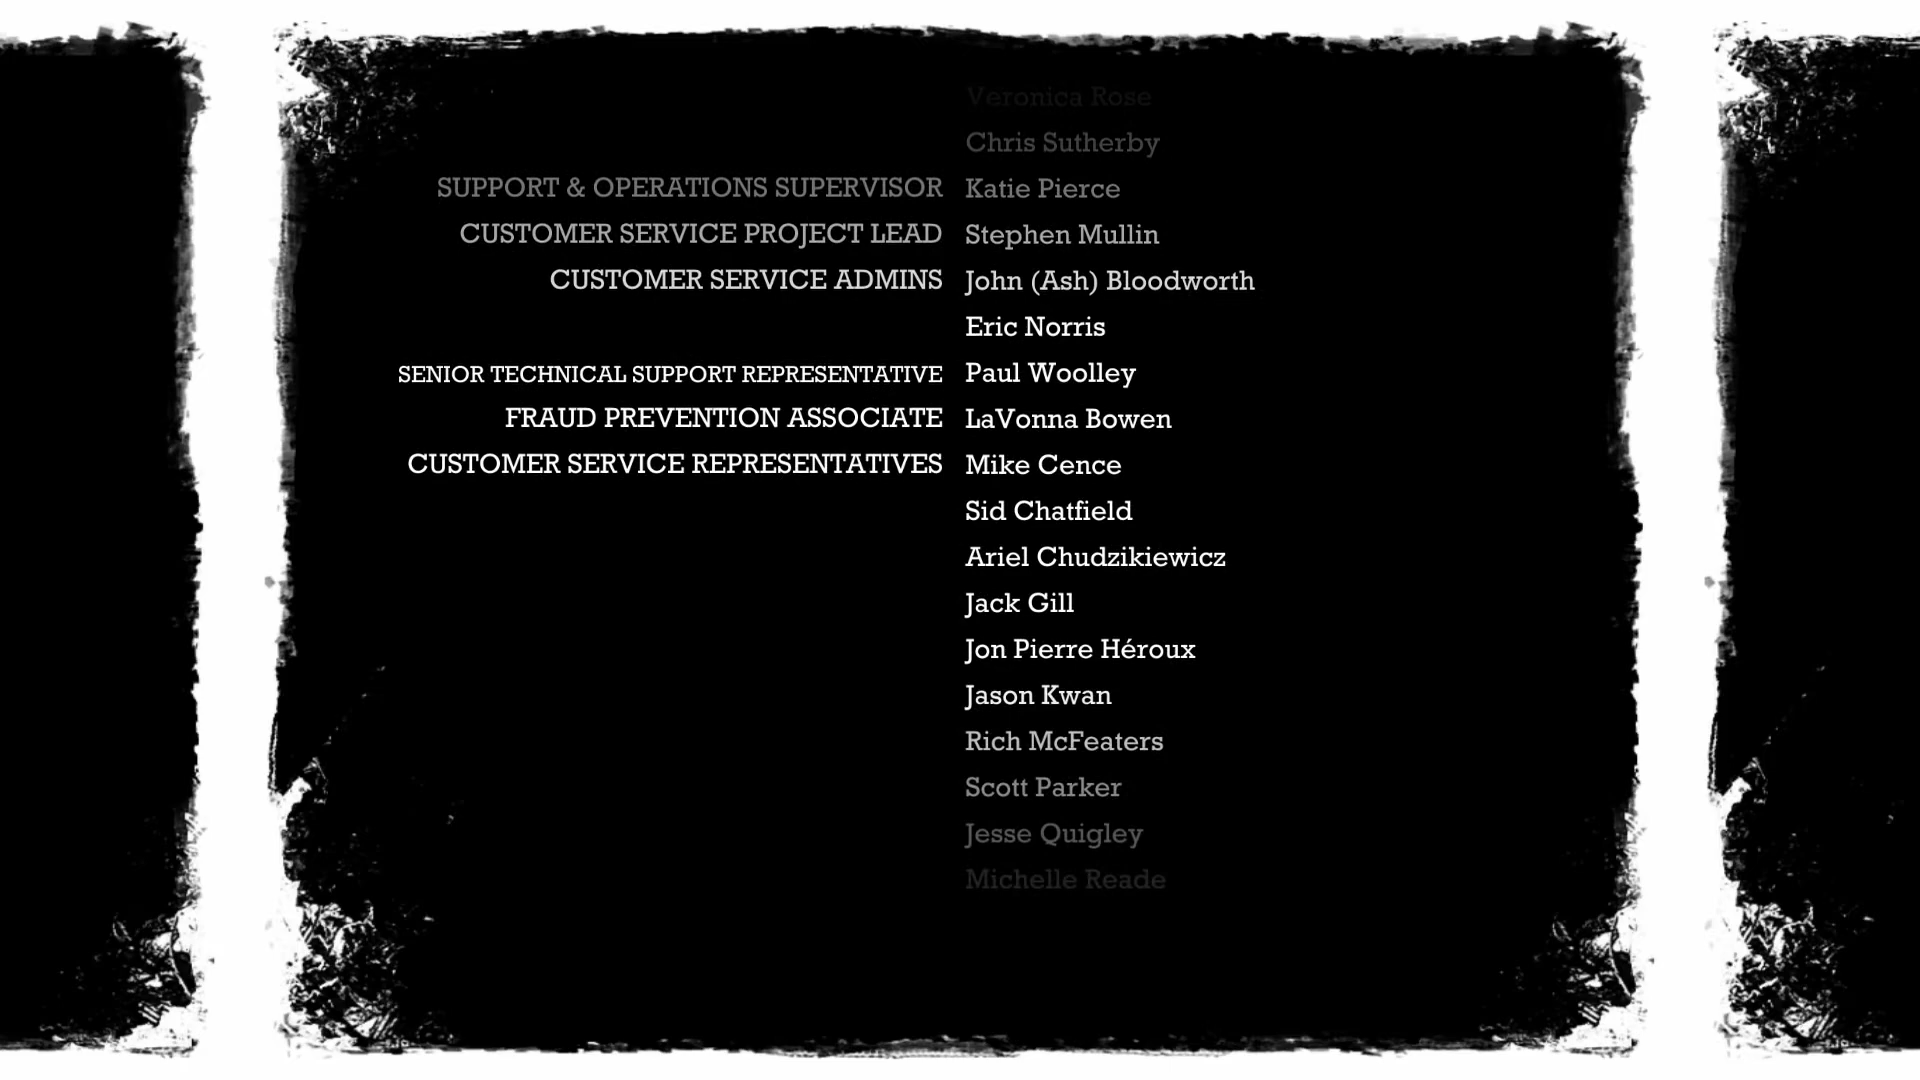 Veronica Rose
Chris Sutherby
SUPPORT & OPERATIONS SUPERVISOR Katie Pierce
CUSTOMER SERVICE PROJECT LEAD Stephen Mullin
CUSTOMER SERVICE ADMINS John (Ash) Bloodworth
Eric Norris
SENIOR TECHNICAL SUPPORT REPRESENTATIVE Paul Woolley
FRAUD PREVENTION ASSOCIATE LaVonna Bowen
CUSTOMER SERVICE REPRESENTATIVES Mike Cence
Sid Chatfield
Ariel Chudzikiewicz
Jack Gill
Jon Pierre Héroux
Jason Kwan
Rich McFeaters
Scott Parker
Jesse Quigley
Michelle Reade